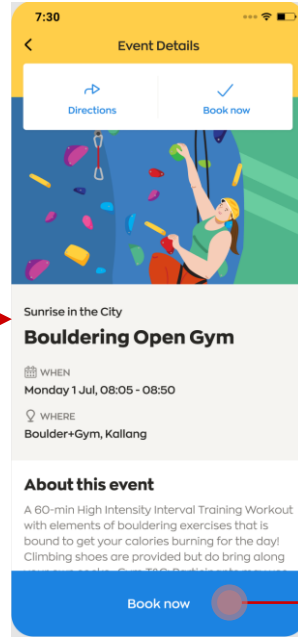 7:30
Event Details
Directions
Book now
Sunrise in the City
Bouldering Open Gym
WHEN
Monday 1 Jul, 08:05 - 08:50
WHERE
Boulder+Gym, Kallang
About this event
A 60-min High Intensity Interval Training Workout
with elements of bouldering exercises that is
bound to get your calories burning for the day!
Climbing shoes are provided but do bring along
Book now